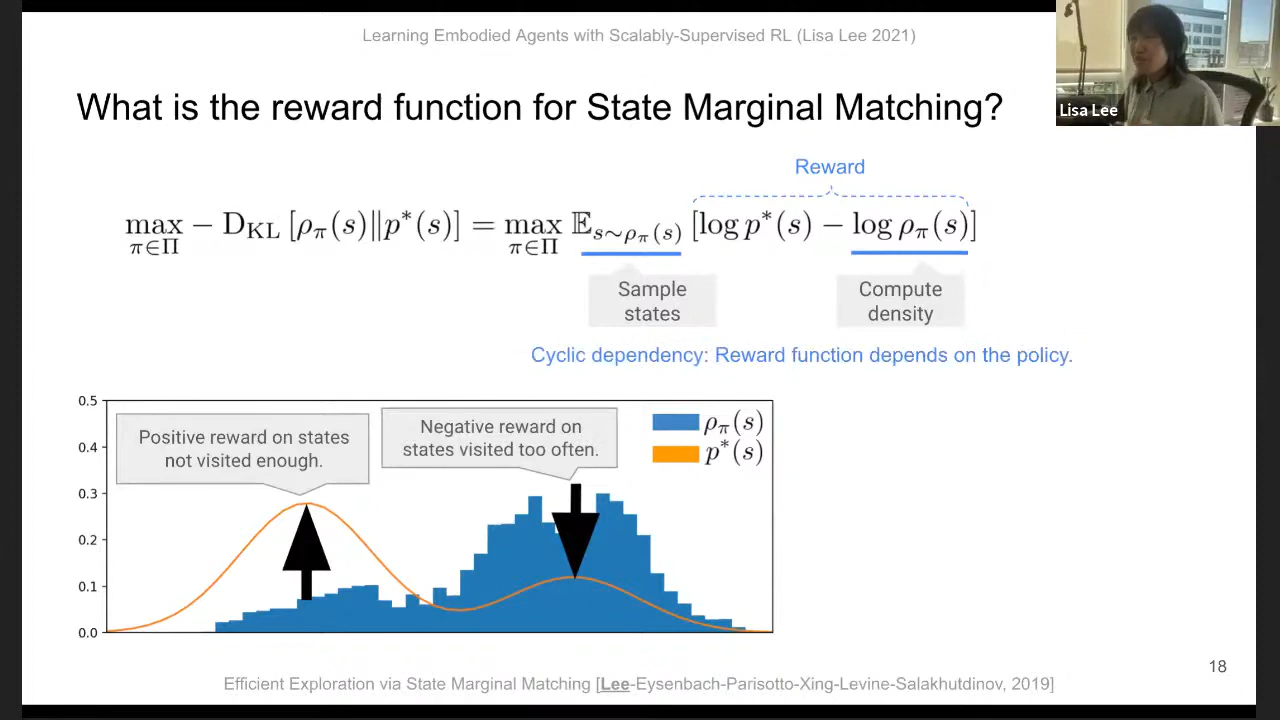 Learning Embodied Agents with Scalably-Supervised RL (Lisa Lee 2021)
Lisa Lee
What is the reward function for State Marginal Matching?
Reward
max π∈Π − D_KL [ρ_π(s)‖p*(s)] = max π∈Π 𝔼_{s∼ρ_π(s)} [log p*(s) − log ρ_π(s)]
Sample
states
Compute
density
Cyclic dependency: Reward function depends on the policy.
0.5
0.4
0.3
0.2
0.1
0.0
Positive reward on states
not visited enough.
Negative reward on
states visited too often.
ρ_π(s)
p*(s)
18
Efficient Exploration via State Marginal Matching [Lee-Eysenbach-Parisotto-Xing-Levine-Salakhutdinov, 2019]